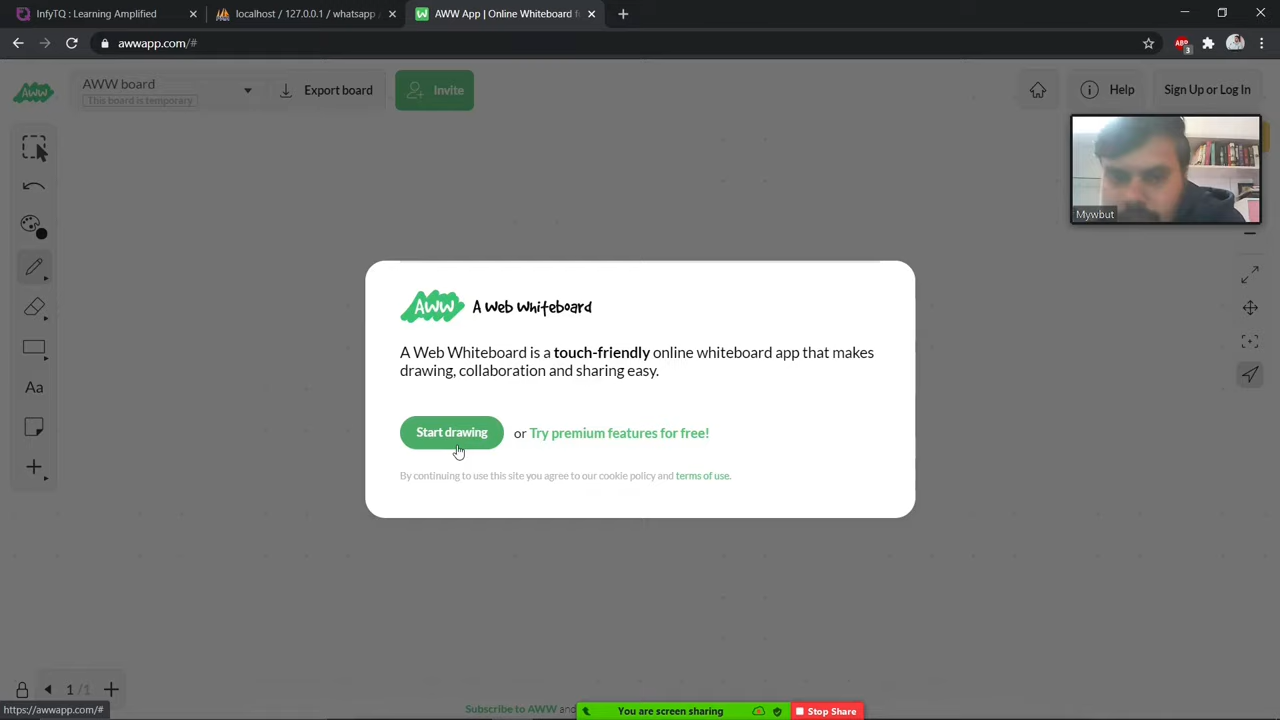 InfyTQ : Learning Amplified
localhost / 127.0.0.1 / whatsapp /
AWW App | Online Whiteboard f
awwapp.com/#
3
AWW
AWW board
This board is temporary
Export board
Invite
Help
Sign Up or Log In
Mywbut
AWW A Web Whiteboard
A Web Whiteboard is a touch-friendly online whiteboard app that makes
drawing, collaboration and sharing easy.
Start drawing or Try premium features for free!
By continuing to use this site you agree to our cookie policy and terms of use.
Aa
1 /1
https://awwapp.com/#
Subscribe to AWW and
You are screen sharing
Stop Share